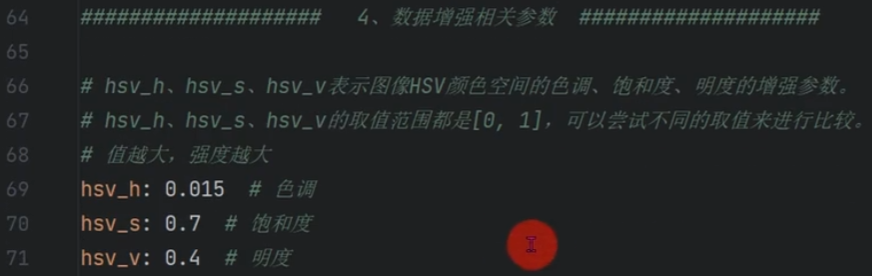 64 #################### 4、数据增强相关参数 ####################
65
66 # hsv_h、hsv_s、hsv_v表示图像HSV颜色空间的色调、饱和度、明度的增强参数。
67 # hsv_h、hsv_s、hsv_v的取值范围都是[0, 1]，可以尝试不同的取值来进行比较。
68 # 值越大，强度越大
69 hsv_h: 0.015 # 色调
70 hsv_s: 0.7 # 饱和度
71 hsv_v: 0.4 # 明度